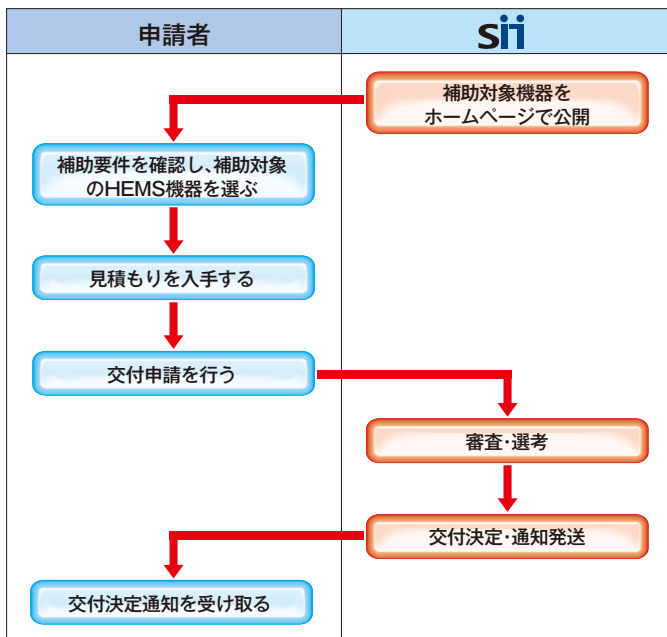 申請者
sii
補助対象機器を
ホームページで公開
補助要件を確認し、補助対象
のHEMS機器を選ぶ
見積もりを入手する
交付申請を行う
審査・選考
交付決定・通知発送
交付決定通知を受け取る